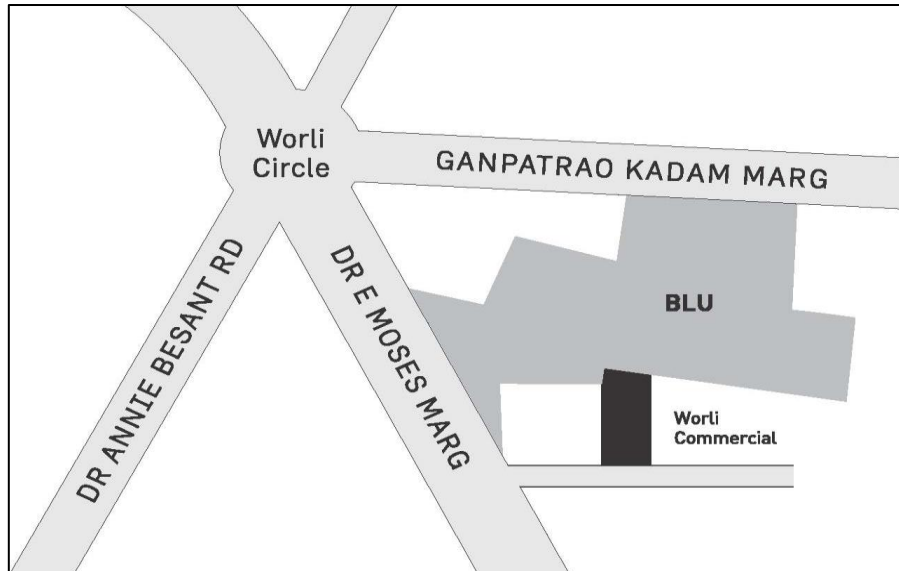 Worli
Circle
GANPATRAO KADAM MARG
DR ANNIE BESANT RD
DR E MOSES MARG
BLU
Worli
Commercial